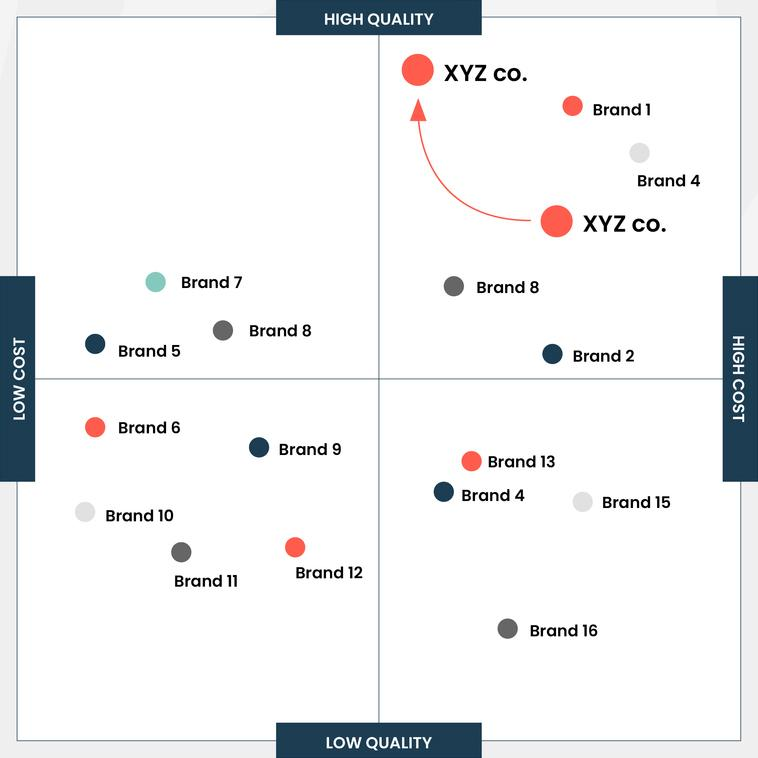 HIGH QUALITY
XYZ co.
Brand 1
Brand 4
XYZ co.
Brand 7
Brand 8
Brand 8
Brand 5
Brand 2
LOW COST
HIGH COST
Brand 6
Brand 9
Brand 13
Brand 4
Brand 15
Brand 10
Brand 11
Brand 12
Brand 16
LOW QUALITY